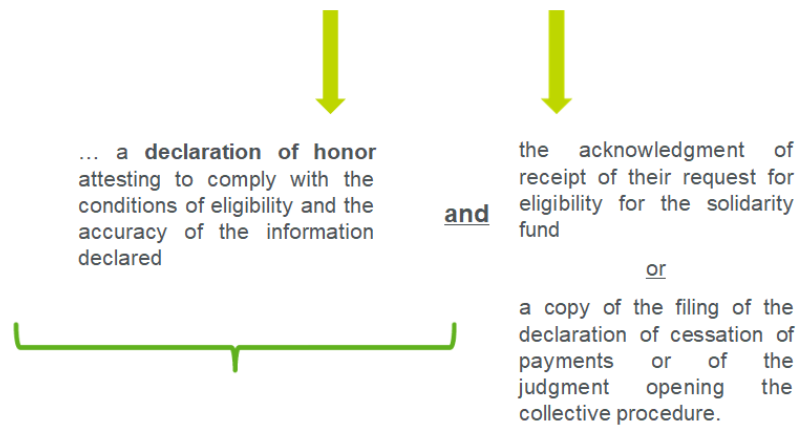 … a declaration of honor
attesting to comply with the
conditions of eligibility and the
accuracy of the information
declared
and
the acknowledgment of
receipt of their request for
eligibility for the solidarity
fund
or
a copy of the filing of the
declaration of cessation of
payments or of the
judgment opening the
collective procedure.